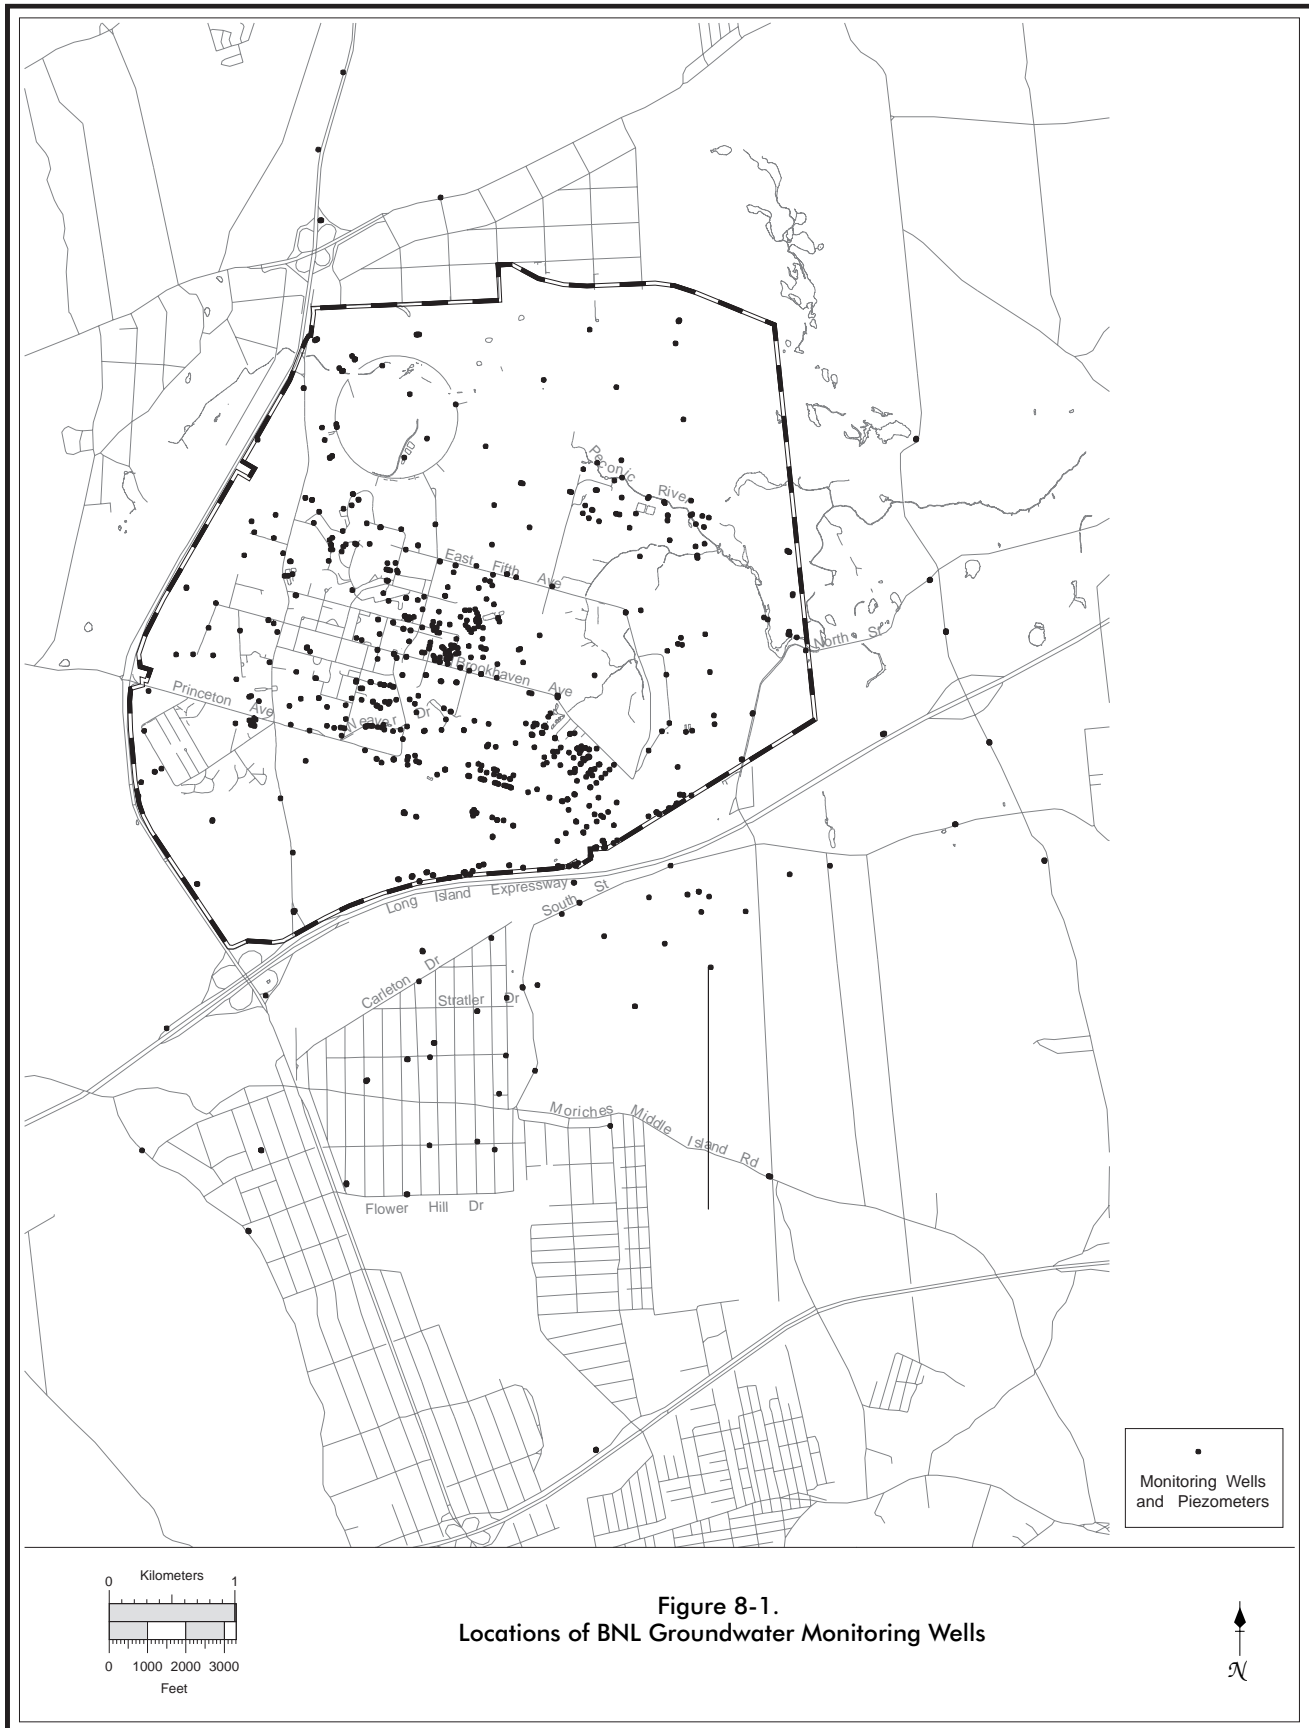 Peconic River
East Fifth Ave
North St
Brookhaven Ave
Princeton Ave
Weaver Dr
Long Island Expressway
South St
Carleton Dr
Stratler Dr
Moriches Middle Island Rd
Flower Hill Dr
Monitoring Wells
and Piezometers
Kilometers
0 1
0 1000 2000 3000
Feet
Figure 8-1.
Locations of BNL Groundwater Monitoring Wells
N